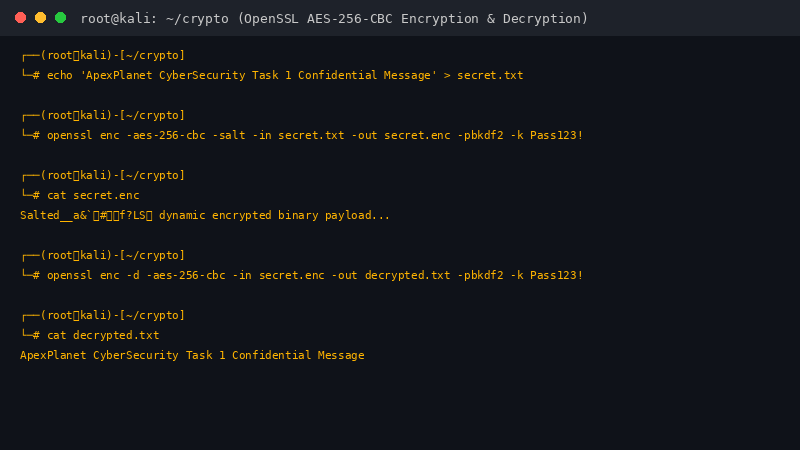 root@kali: ~/crypto (OpenSSL AES-256-CBC Encryption & Decryption)
┌──(root▯kali)-[~/crypto]
└─# echo 'ApexPlanet CyberSecurity Task 1 Confidential Message' > secret.txt
┌──(root▯kali)-[~/crypto]
└─# openssl enc -aes-256-cbc -salt -in secret.txt -out secret.enc -pbkdf2 -k Pass123!
┌──(root▯kali)-[~/crypto]
└─# cat secret.enc
Salted__a&`▯#▯▯f?LS▯ dynamic encrypted binary payload...
┌──(root▯kali)-[~/crypto]
└─# openssl enc -d -aes-256-cbc -in secret.enc -out decrypted.txt -pbkdf2 -k Pass123!
┌──(root▯kali)-[~/crypto]
└─# cat decrypted.txt
ApexPlanet CyberSecurity Task 1 Confidential Message